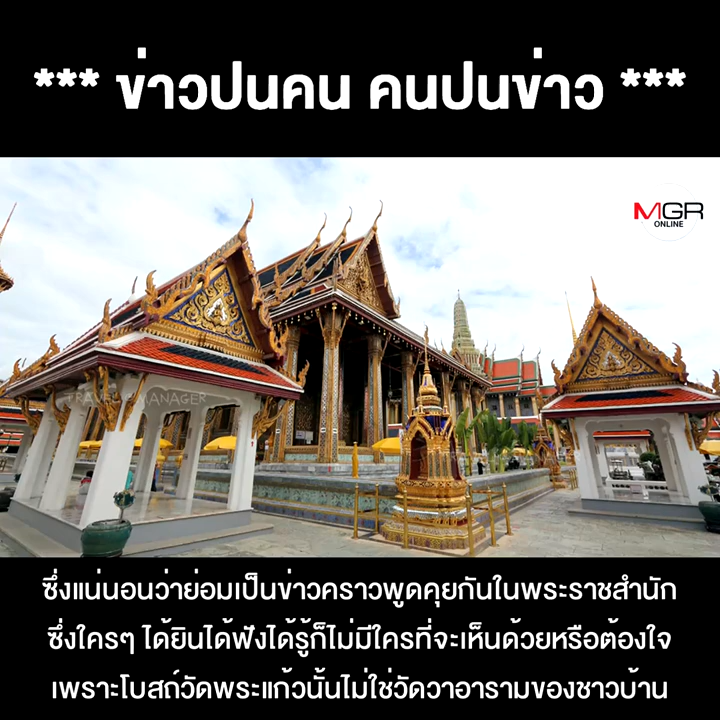 *** ข่าวปนคน คนปนข่าว ***
MGR
ONLINE
TRAVEL MANAGER
ซึ่งแน่นอนว่าย่อมเป็นข่าวคราวพูดคุยกันในพระราชสำนัก
ซึ่งใครๆ ได้ยินได้ฟังได้รู้ก็ไม่มีใครที่จะเห็นด้วยหรือต้องใจ
เพราะโบสถ์วัดพระแก้วนั้นไม่ใช่วัดวาอารามของชาวบ้าน